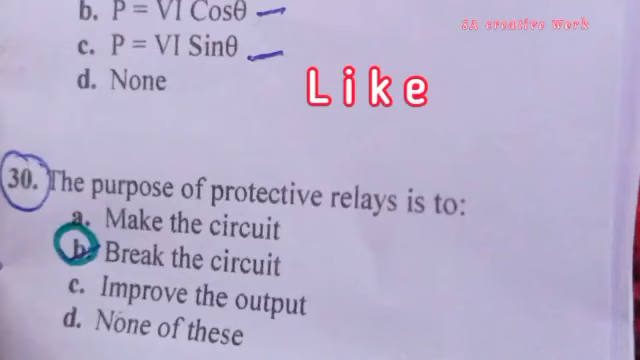 b. P = VI Cosθ
SA creative Work
c. P = VI Sinθ
d. None
Like
30. The purpose of protective relays is to:
a. Make the circuit
b. Break the circuit
c. Improve the output
d. None of these